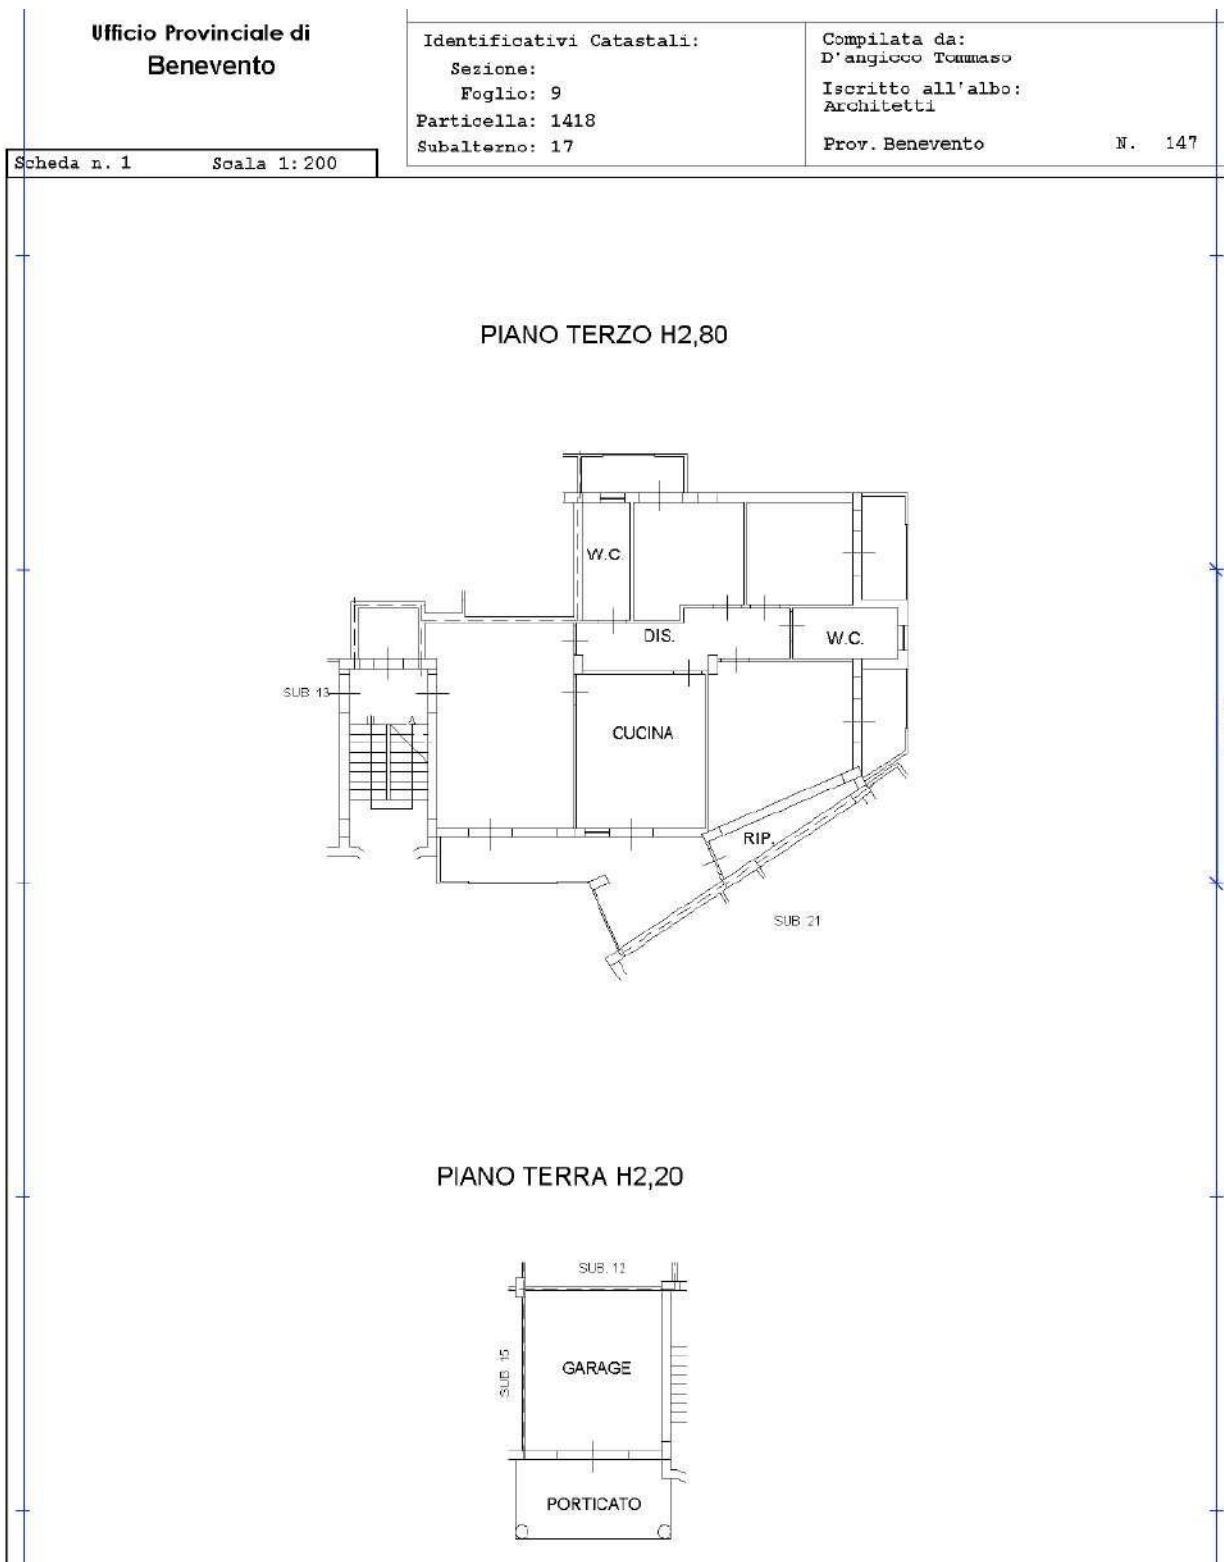 Ufficio Provinciale di
Benevento
Scheda n. 1 Scala 1:200
Identificativi Catastali:
Sezione:
Foglio: 9
Particella: 1418
Subalterno: 17
Compilata da:
D'angicco Tommaso
Iscritto all'albo:
Architetti
Prov. Benevento N. 147
PIANO TERZO H2,80
W.C.
DIS.
W.C.
SUB 13
CUCINA
RIP.
SUB 21
PIANO TERRA H2,20
SUB. 12
SUB 15
GARAGE
PORTICATO